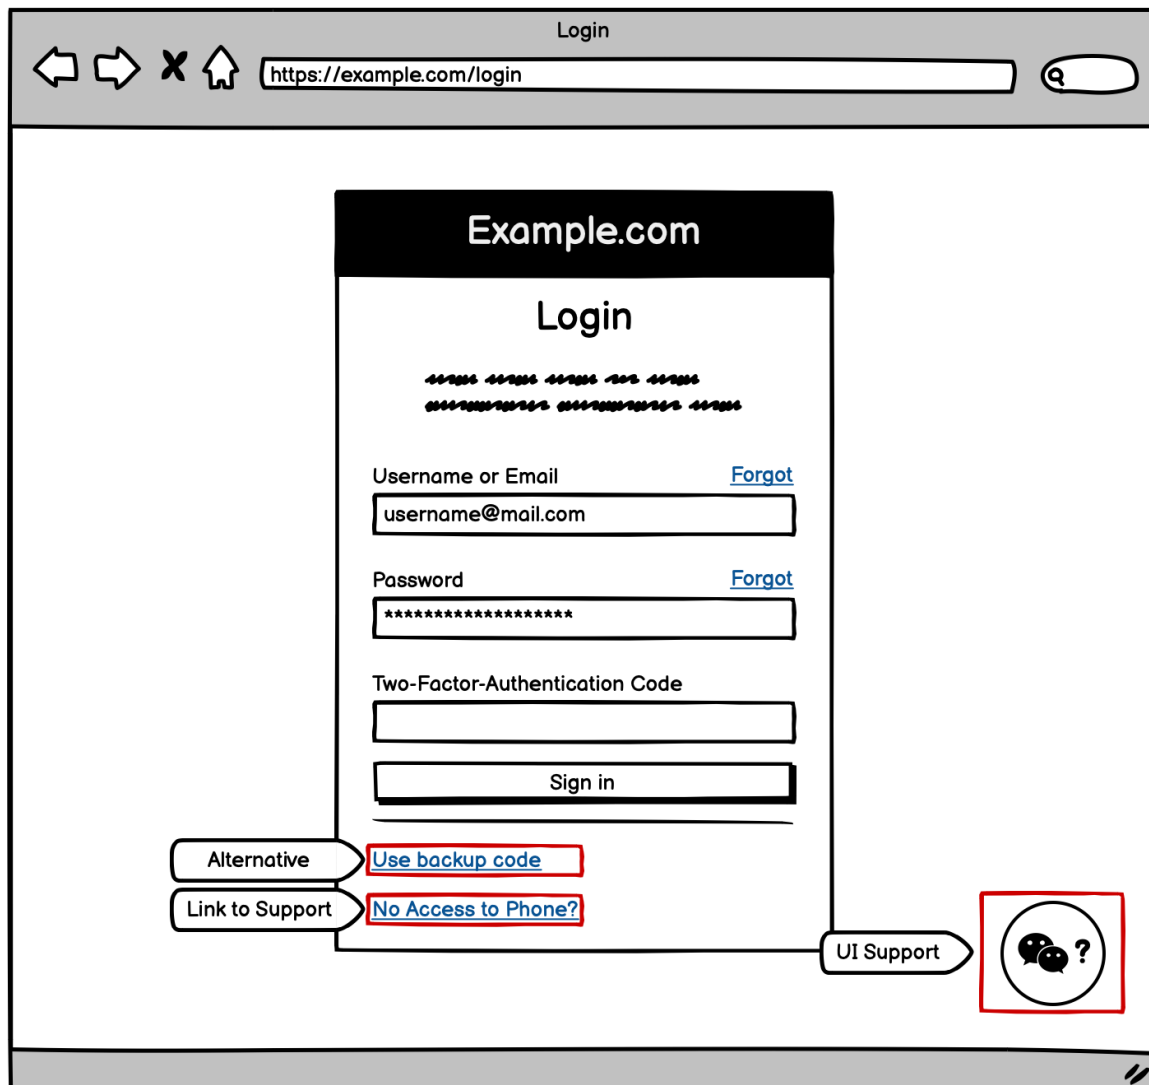 Login
https://example.com/login
Example.com
Login
Username or Email
Forgot
username@mail.com
Password
Forgot
*******************
Two-Factor-Authentication Code
Sign in
Alternative
Use backup code
Link to Support
No Access to Phone?
UI Support
?